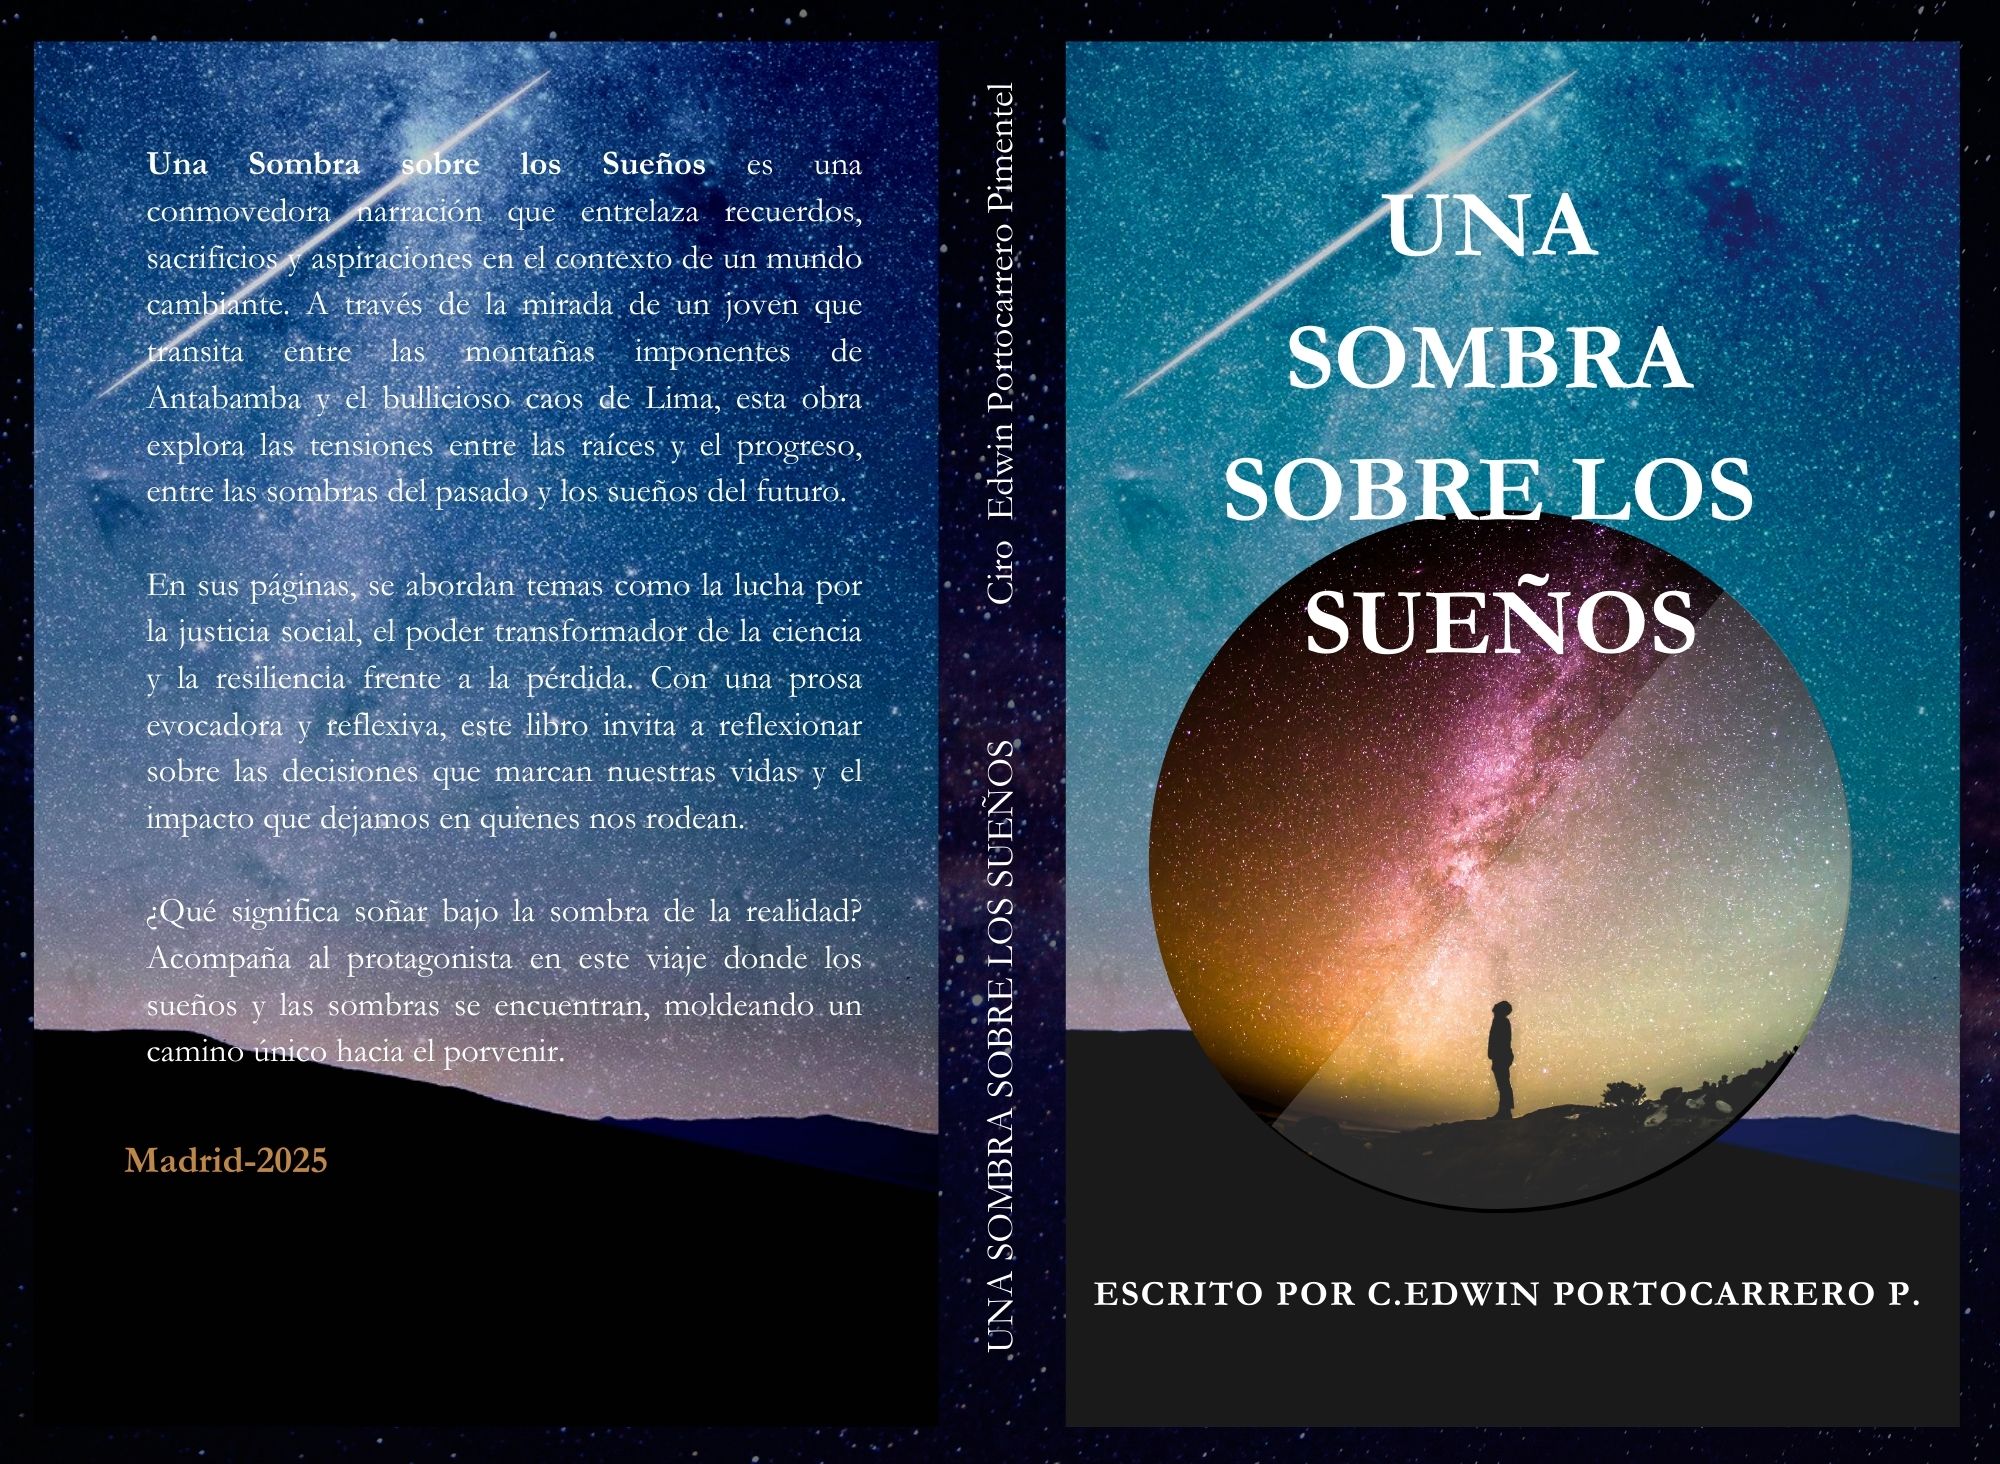 Una Sombra sobre los Sueños es una
conmovedora narración que entrelaza recuerdos,
sacrificios y aspiraciones en el contexto de un mundo
cambiante. A través de la mirada de un joven que
transita entre las montañas imponentes de
Antabamba y el bullicioso caos de Lima, esta obra
explora las tensiones entre las raíces y el progreso,
entre las sombras del pasado y los sueños del futuro.
En sus páginas, se abordan temas como la lucha por
la justicia social, el poder transformador de la ciencia
y la resiliencia frente a la pérdida. Con una prosa
evocadora y reflexiva, este libro invita a reflexionar
sobre las decisiones que marcan nuestras vidas y el
impacto que dejamos en quienes nos rodean.
¿Qué significa soñar bajo la sombra de la realidad?
Acompaña al protagonista en este viaje donde los
sueños y las sombras se encuentran, moldeando un
camino único hacia el porvenir.
Madrid-2025
UNA SOMBRA SOBRE LOS SUEÑOS Ciro Edwin Portocarrero Pimentel
UNA
SOMBRA
SOBRE LOS
SUEÑOS
ESCRITO POR C.EDWIN PORTOCARRERO P.